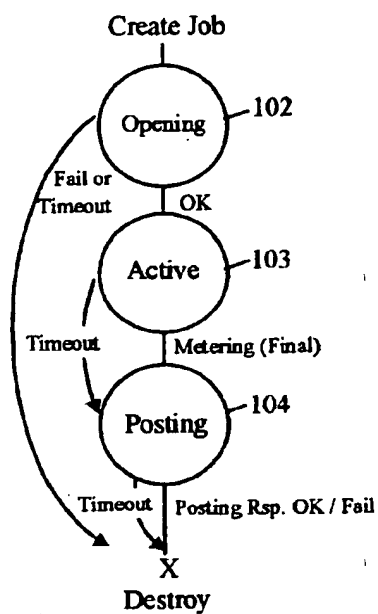 Create Job
Opening
102
Fail or
Timeout
OK
Active
103
Timeout
Metering (Final)
Posting
104
Timeout
Posting Rsp. OK / Fail
X
Destroy